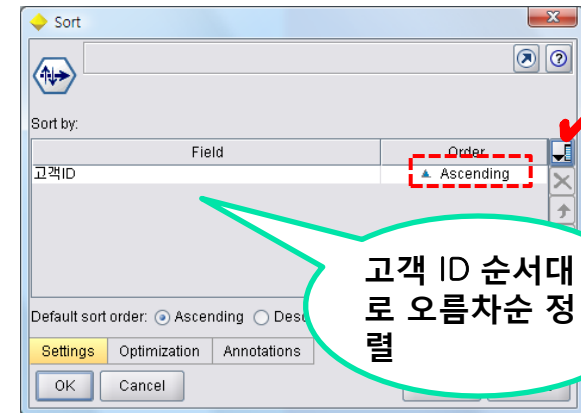 Sort
Sort by:
Field Order
고객ID Ascending
고객 ID 순서대
로 오름차순 정
렬
Default sort order: Ascending
Settings Optimization Annotations
OK Cancel